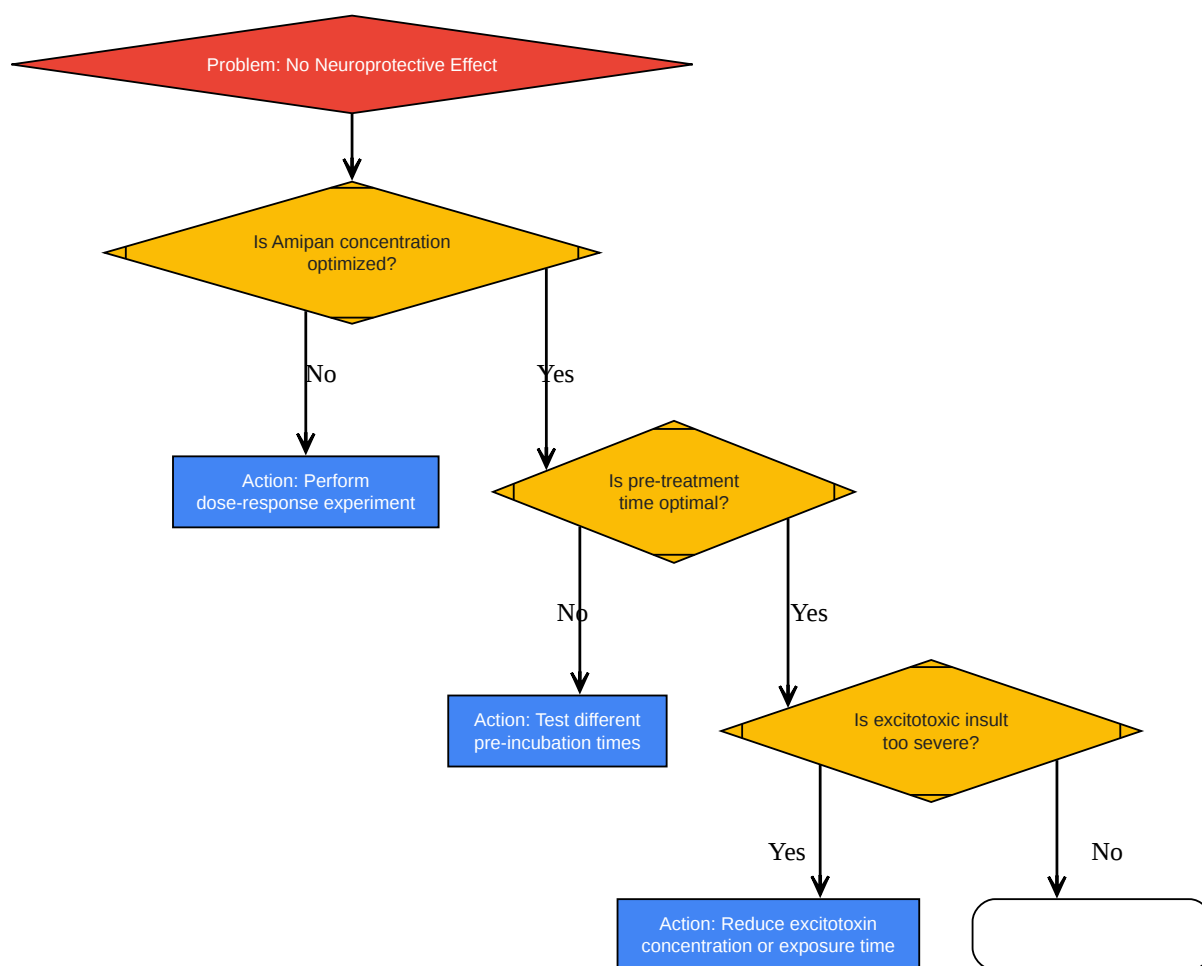 Problem: No Neuroprotective Effect
Is Amipan concentration
optimized?
No
Yes
Action: Perform
dose-response experiment
Is pre-treatment
time optimal?
No
Yes
Action: Test different
pre-incubation times
Is excitotoxic insult
too severe?
Yes
No
Action: Reduce excitotoxin
concentration or exposure time